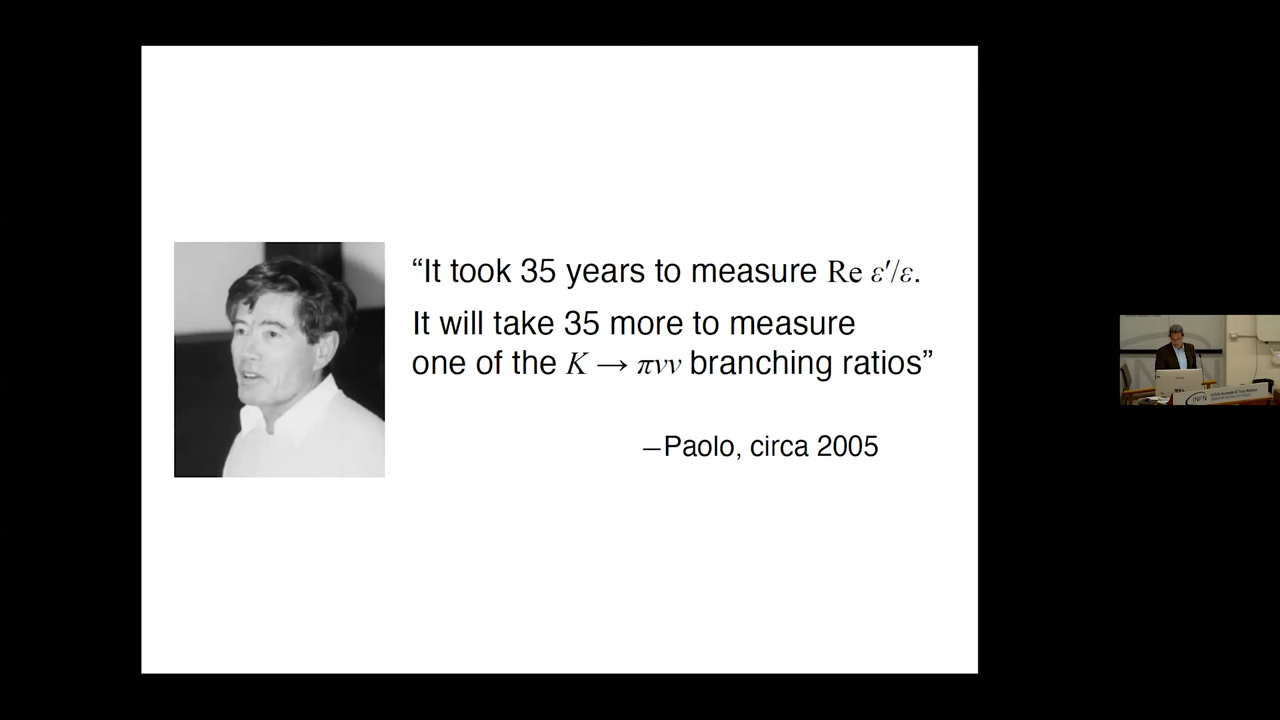 “It took 35 years to measure Re ε′/ε.
It will take 35 more to measure
one of the K → πνν branching ratios”
–Paolo, circa 2005
INFN